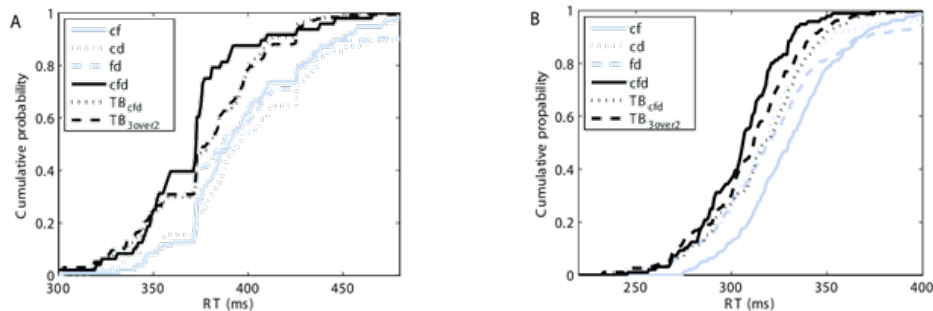 A
cf
cd
fd
cfd
TBcfd
TB3over2
Cumulative probability
1
0.8
0.6
0.4
0.2
0
300
350
400
450
RT (ms)
B
cf
cd
fd
cfd
TBcfd
TB3over2
Cumulative propability
1
0.8
0.6
0.4
0.2
0
250
300
350
400
RT (ms)